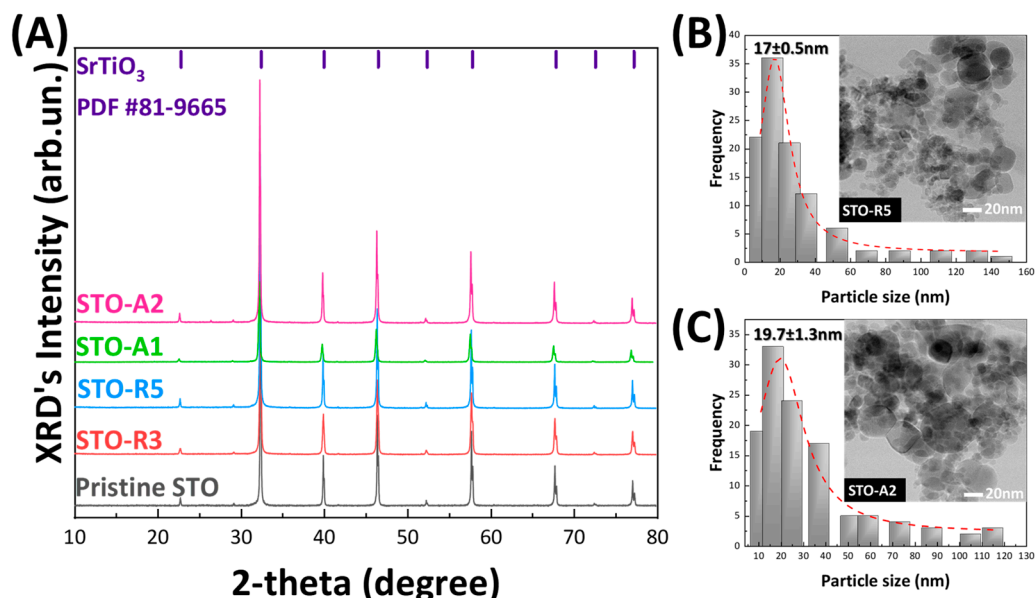 (A)
SrTiO3
PDF #81-9665
STO-A2
STO-A1
STO-R5
STO-R3
Pristine STO
XRD's Intensity (arb.un.)
10 20 30 40 50 60 70 80
2-theta (degree)
(B)
17±0.5nm
40
35
30
25
20
15
10
5
0
Frequency
STO-R5
20nm
0 20 40 60 80 100 120 140 160
Particle size (nm)
(C)
19.7±1.3nm
35
30
25
20
15
10
5
0
Frequency
STO-A2
20nm
10 20 30 40 50 60 70 80 90 100 110 120 130
Particle size (nm)